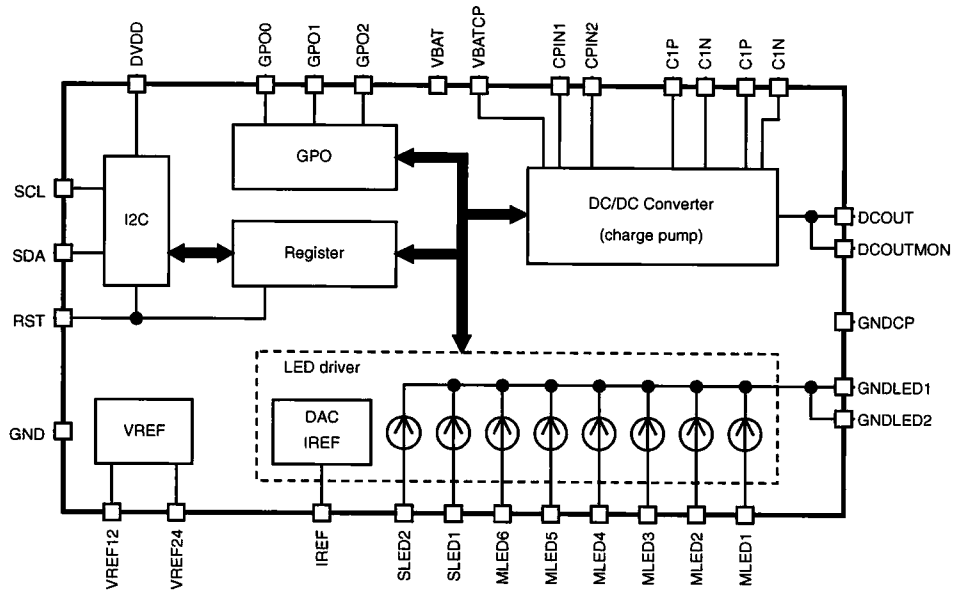 DVDD
GPO0
GPO1
GPO2
VBAT
VBATCP
CPIN1
CPIN2
C1P
C1N
C1P
C1N
GPO
SCL
I2C
DC/DC Converter
(charge pump)
DCOUT
SDA
Register
DCOUTMON
RST
GNDCP
LED driver
GNDLED1
DAC
IREF
GNDLED2
GND
VREF
VREF12
VREF24
IREF
SLED2
SLED1
MLED6
MLED5
MLED4
MLED3
MLED2
MLED1